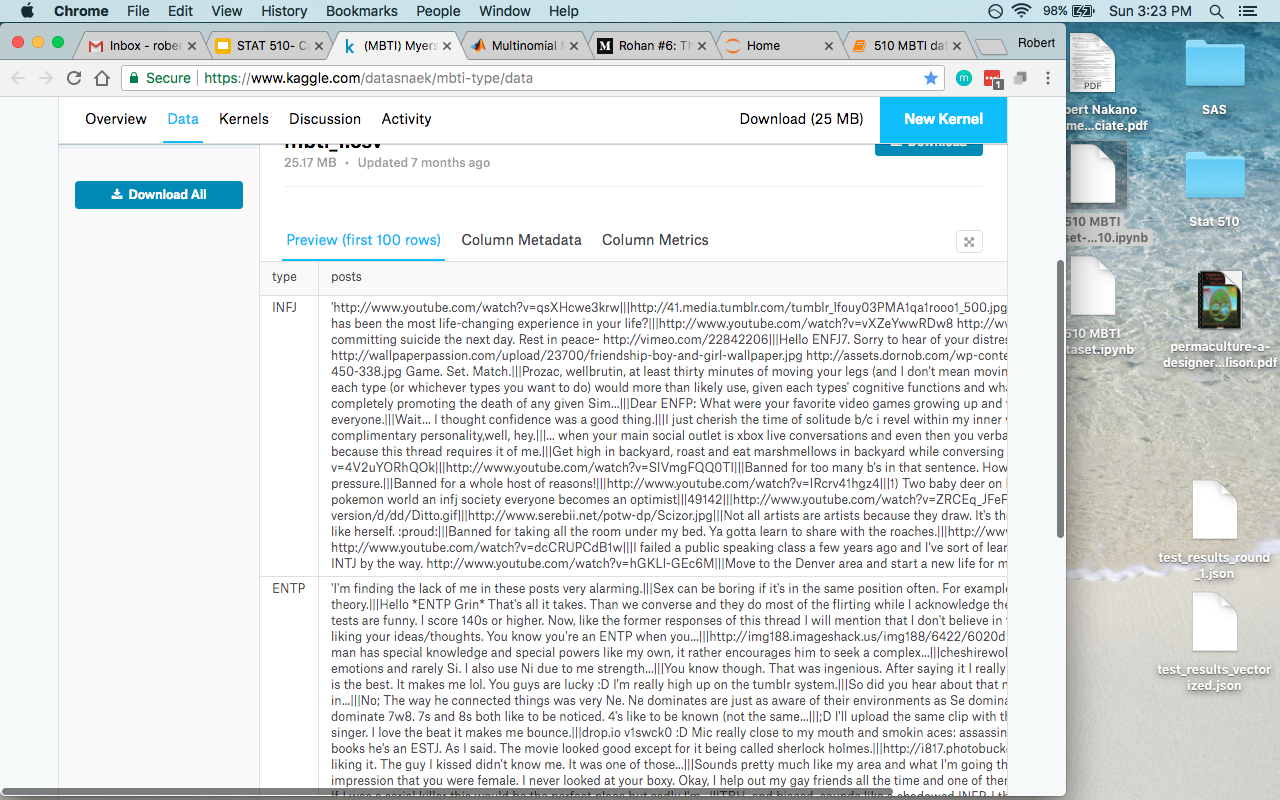 Chrome File Edit View History Bookmarks People Window Help 98% Sun 3:23 PM
Inbox - rober STAT 510- C (MBTI) Myers Multinomial M Rohan #6: Th Home 510 MBTI dat Robert
Secure https://www.kaggle.com/datasnaek/mbti-type/data
Overview Data Kernels Discussion Activity Download (25 MB) New Kernel
mbti_1.csv Download
25.17 MB • Updated 7 months ago
Download All
Preview (first 100 rows) Column Metadata Column Metrics
type posts
INFJ 'http://www.youtube.com/watch?v=qsXHcwe3krw|||http://41.media.tumblr.com/tumblr_lfouy03PMA1qa1rooo1_500.jpg
has been the most life-changing experience in your life?|||http://www.youtube.com/watch?v=vXZeYwwRDw8 http://ww
committing suicide the next day. Rest in peace~ http://vimeo.com/22842206|||Hello ENFJ7. Sorry to hear of your distres
http://wallpaperpassion.com/upload/23700/friendship-boy-and-girl-wallpaper.jpg http://assets.dornob.com/wp-conte
450-338.jpg Game. Set. Match.|||Prozac, wellbrutin, at least thirty minutes of moving your legs (and I don't mean movin
each type (or whichever types you want to do) would more than likely use, given each types' cognitive functions and wha
completely promoting the death of any given Sim...|||Dear ENFP: What were your favorite video games growing up and
everyone.|||Wait... I thought confidence was a good thing.|||I just cherish the time of solitude b/c i revel within my inner
complimentary personality,well, hey.|||... when your main social outlet is xbox live conversations and even then you verba
because this thread requires it of me.|||Get high in backyard, roast and eat marshmellows in backyard while conversing
v=4V2uYORhQOk|||http://www.youtube.com/watch?v=SlVmgFQQ0TI|||Banned for too many b's in that sentence. How
pressure.|||Banned for a whole host of reasons!|||http://www.youtube.com/watch?v=IRcrv41hgz4|||1) Two baby deer on
pokemon world an infj society everyone becomes an optimist|||49142|||http://www.youtube.com/watch?v=ZRCEq_JFeF
version/d/dd/Ditto.gif|||http://www.serebii.net/potw-dp/Scizor.jpg|||Not all artists are artists because they draw. It's th
like herself. :proud:|||Banned for taking all the room under my bed. Ya gotta learn to share with the roaches.|||http://ww
http://www.youtube.com/watch?v=dcCRUPCdB1w|||I failed a public speaking class a few years ago and I've sort of lear
INTJ by the way. http://www.youtube.com/watch?v=hGKLI-GEc6M|||Move to the Denver area and start a new life for m
ENTP 'I'm finding the lack of me in these posts very alarming.|||Sex can be boring if it's in the same position often. For example
theory.|||Hello *ENTP Grin* That's all it takes. Than we converse and they do most of the flirting while I acknowledge the
tests are funny. I score 140s or higher. Now, like the former responses of this thread I will mention that I don't believe in
liking your ideas/thoughts. You know you're an ENTP when you...|||http://img188.imageshack.us/img188/6422/6020d
man has special knowledge and special powers like my own, it rather encourages him to seek a complex...|||cheshirewol
emotions and rarely Si. I also use Ni due to me strength...|||You know though. That was ingenious. After saying it I really
is the best. It makes me lol. You guys are lucky :D I'm really high up on the tumblr system.|||So did you hear about that
in...|||No; The way he connected things was very Ne. Ne dominates are just as aware of their environments as Se domina
dominate 7w8. 7s and 8s both like to be noticed. 4's like to be known (not the same...|||;D I'll upload the same clip with th
singer. I love the beat it makes me bounce.|||drop.io v1swck0 :D Mic really close to my mouth and smokin aces: assassin
books he's an ESTJ. As I said. The movie looked good except for it being called sherlock holmes.|||http://i817.photobuck
liking it. The guy I kissed didn't know me. It was one of those...|||Sounds pretty much like my area and what I'm going th
impression that you were female. I never looked at your boxy. Okay, I help out my gay friends all the time and one of ther
PDF
bert Nakano
me...ciate.pdf
SAS
510 MBTI
set-...10.ipynb
Stat 510
510 MBTI
taset.ipynb
permaculture-a-
designer...lison.pdf
test_results_round
_1.json
test_results_vector
ized.json